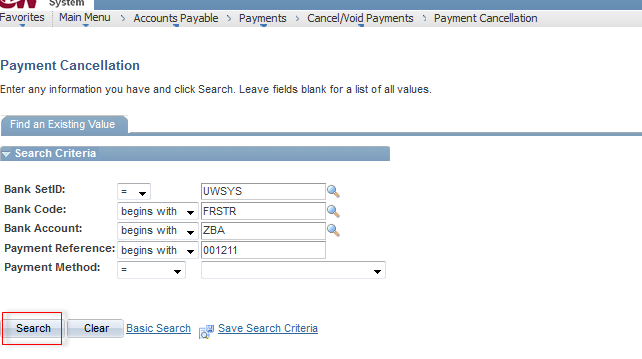 System
Favorites Main Menu > Accounts Payable > Payments > Cancel/Void Payments > Payment Cancellation
Payment Cancellation
Enter any information you have and click Search. Leave fields blank for a list of all values.
Find an Existing Value
Search Criteria
Bank SetID: = UWSYS
Bank Code: begins with FRSTR
Bank Account: begins with ZBA
Payment Reference: begins with 001211
Payment Method: =
Search Clear Basic Search Save Search Criteria